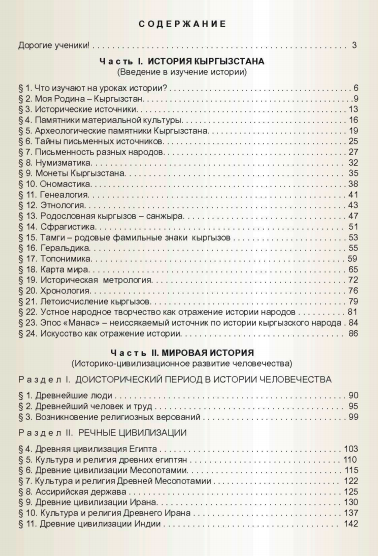 СОДЕРЖАНИЕ
Дорогие ученики! . . . 3
Часть I. ИСТОРИЯ КЫРГЫЗСТАНА
(Введение в изучение истории)
§ 1. Что изучают на уроках истории? . . . 6
§ 2. Моя Родина – Кыргызстан. . . . 9
§ 3. Исторические источники. . . . 13
§ 4. Памятники материальной культуры. . . . 16
§ 5. Археологические памятники Кыргызстана. . . . 19
§ 6. Тайны письменных источников. . . . 25
§ 7. Письменность разных народов. . . . 27
§ 8. Нумизматика. . . . 32
§ 9. Монеты Кыргызстана. . . . 35
§ 10. Ономастика. . . . 38
§ 11. Генеалогия. . . . 41
§ 12. Этнология. . . . 43
§ 13. Родословная кыргызов – санжыра. . . . 47
§ 14. Сфрагистика. . . . 51
§ 15. Тамги – родовые фамильные знаки кыргызов . . . 53
§ 16. Геральдика. . . . 55
§ 17. Топонимика. . . . 59
§ 18. Карта мира. . . . 65
§ 19. Историческая метрология. . . . 72
§ 20. Хронология. . . . 76
§ 21. Летоисчисление кыргызов. . . . 79
§ 22. Устное народное творчество как отражение истории народов . . . 81
§ 23. Эпос «Манас» – неиссякаемый источник по истории кыргызского народа . 84
§ 24. Искусство как отражение истории. . . . 86
Часть II. МИРОВАЯ ИСТОРИЯ
(Историко-цивилизационное развитие человечества)
Раздел I. ДОИСТОРИЧЕСКИЙ ПЕРИОД В ИСТОРИИ ЧЕЛОВЕЧЕСТВА
§ 1. Древнейшие люди . . . 90
§ 2. Древнейший человек и труд . . . 95
§ 3. Возникновение религиозных верований . . . 99
Раздел II. РЕЧНЫЕ ЦИВИЛИЗАЦИИ
§ 4. Древняя цивилизация Египта . . . 103
§ 5. Культура и религия древних египтян . . . 110
§ 6. Древние цивилизации Месопотамии. . . . 115
§ 7. Культура и религия Древней Месопотамии . . . 122
§ 8. Ассирийская держава . . . 125
§ 9. Древние цивилизации Ирана. . . . 130
§ 10. Культура и религия Древнего Ирана . . . 137
§ 11. Древние цивилизации Индии . . . 142